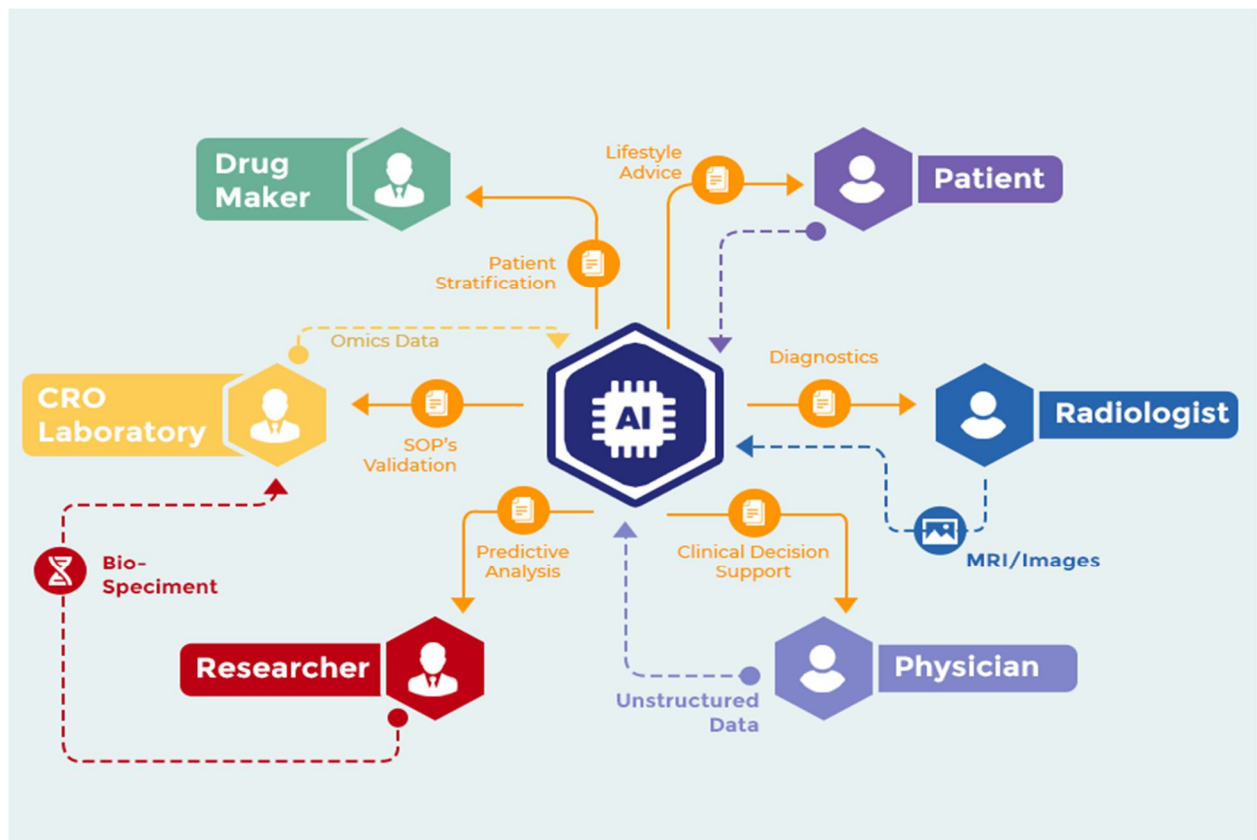 Drug
Maker
Lifestyle
Advice
Patient
Patient
Stratification
Omics Data
Diagnostics
CRO
Laboratory
AI
Radiologist
SOP's
Validation
Predictive
Analysis
Clinical Decision
Support
MRI/Images
Bio-
Speciment
Researcher
Physician
Unstructured
Data